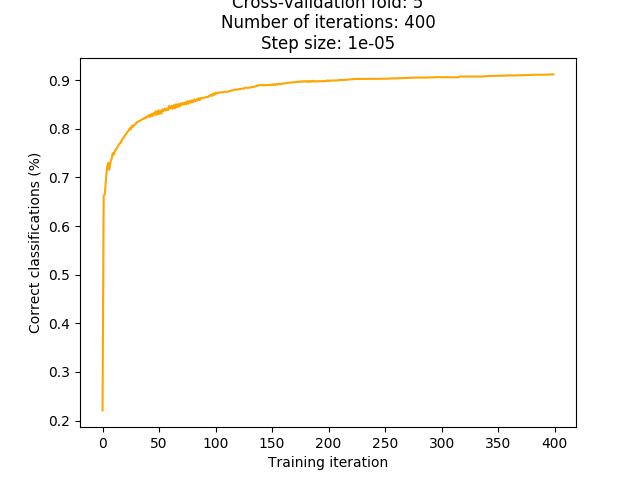 Cross-validation fold: 5
Number of iterations: 400
Step size: 1e-05
0.9
0.8
0.7
0.6
0.5
0.4
0.3
0.2
Correct classifications (%)
0 50 100 150 200 250 300 350 400
Training iteration